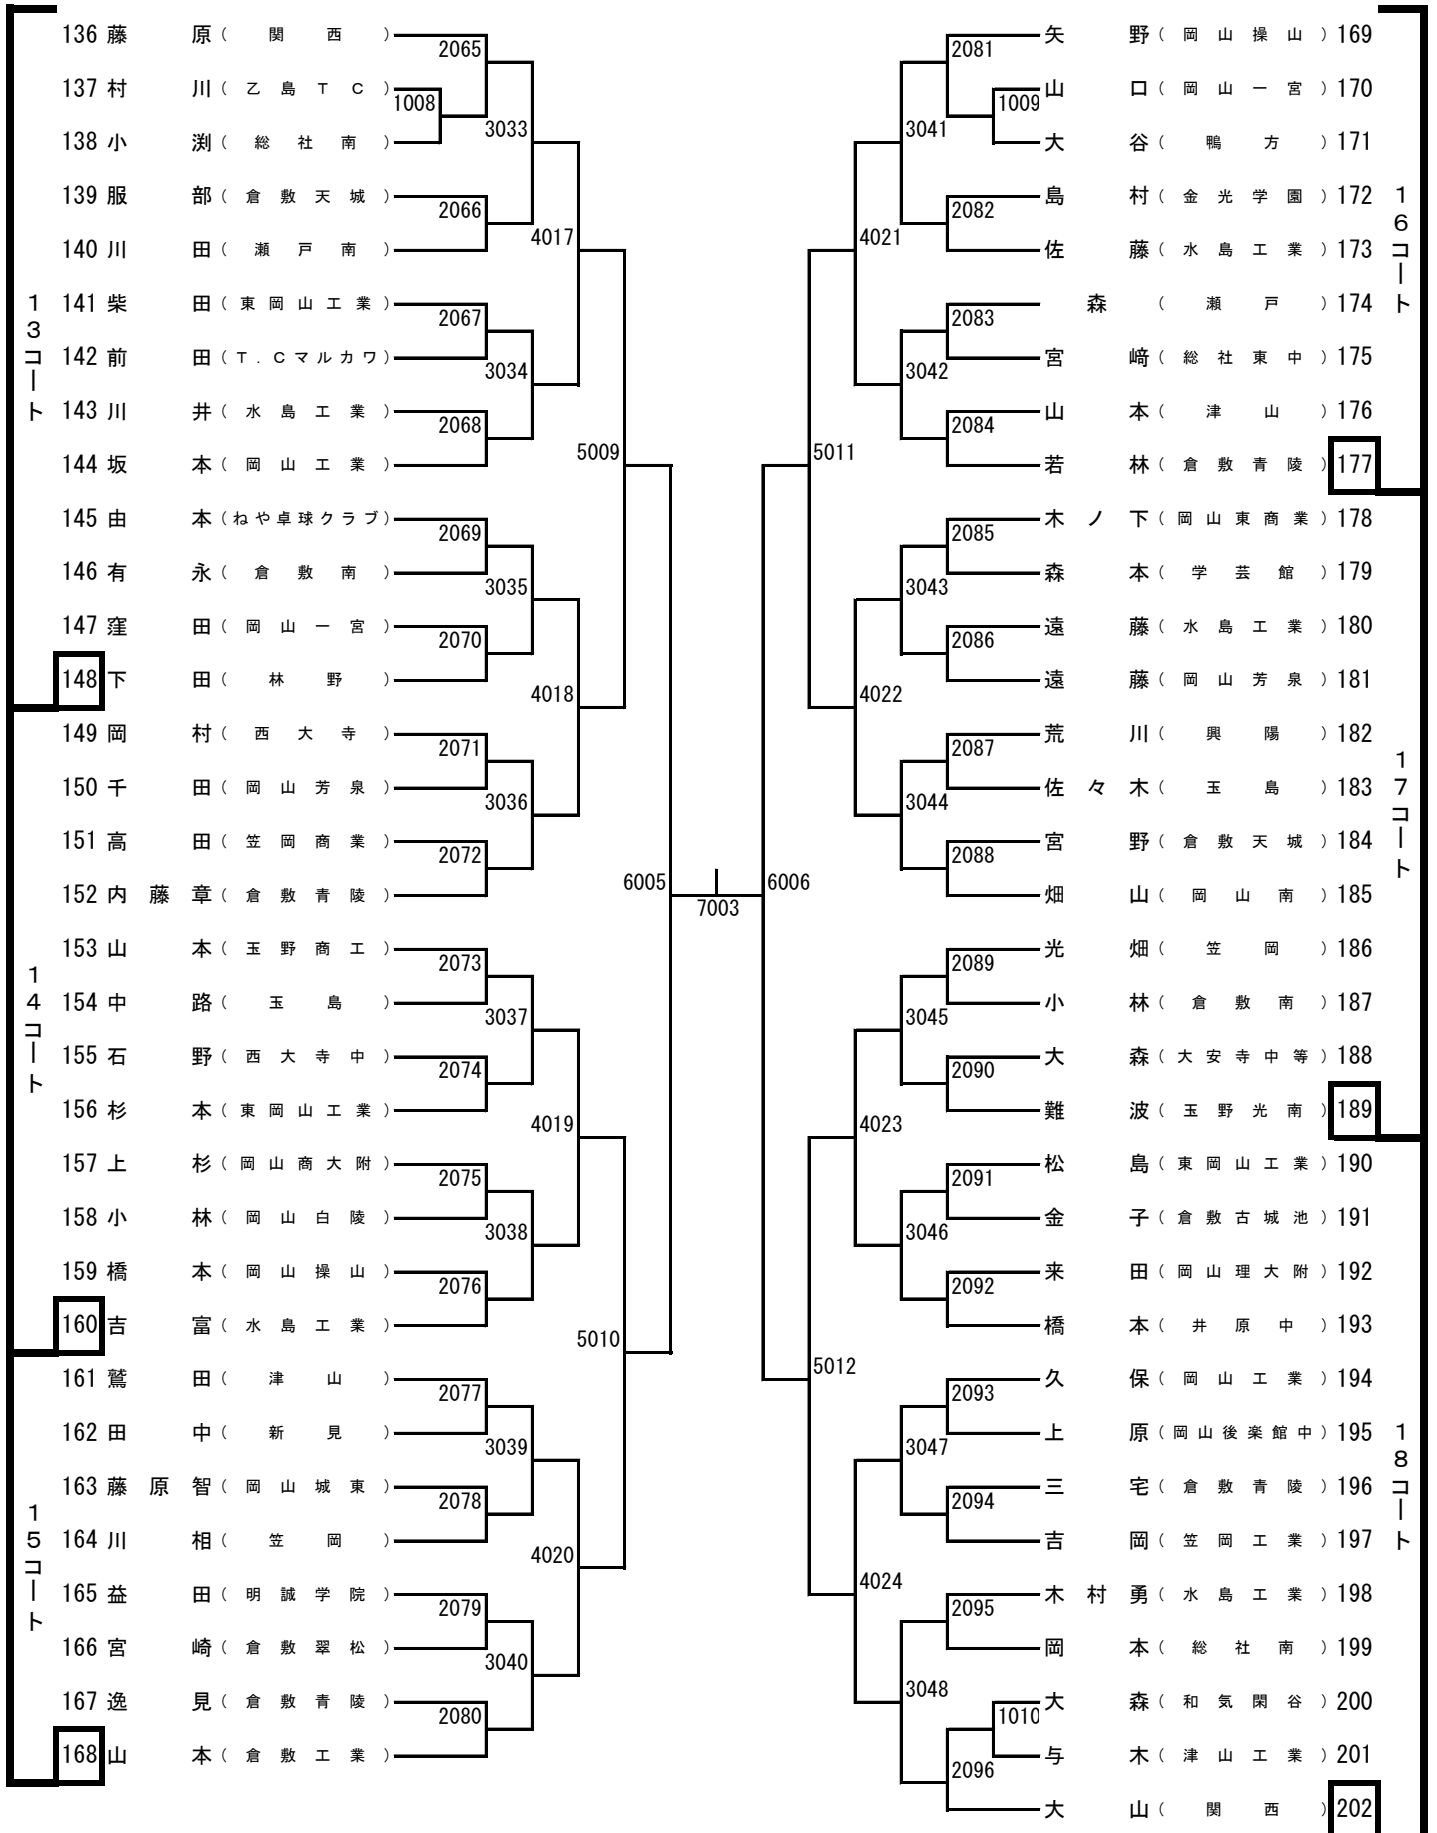 136 藤原（関西）
2065
137 村川（乙島ＴＣ）
1008
3033
138 小渕（総社南）
139 服部（倉敷天城）
2066
4017
140 川田（瀬戸南）
141 柴田（東岡山工業）
2067
142 前田（Ｔ．Ｃマルカワ）
3034
143 川井（水島工業）
2068
5009
144 坂本（岡山工業）
145 由本（ねや卓球クラブ）
2069
146 有永（倉敷南）
3035
147 窪田（岡山一宮）
2070
148 下田（林野）
4018
149 岡村（西大寺）
2071
150 千田（岡山芳泉）
3036
151 高田（笠岡商業）
2072
152 内藤章（倉敷青陵）
6005
153 山本（玉野商工）
2073
154 中路（玉島）
3037
155 石野（西大寺中）
2074
156 杉本（東岡山工業）
4019
157 上杉（岡山商大附）
2075
158 小林（岡山白陵）
3038
159 橋本（岡山操山）
2076
160 吉富（水島工業）
5010
161 鷲田（津山）
2077
162 田中（新見）
3039
163 藤原智（岡山城東）
2078
164 川相（笠岡）
4020
165 益田（明誠学院）
2079
166 宮崎（倉敷翠松）
3040
167 逸見（倉敷青陵）
2080
168 山本（倉敷工業）
13コート
14コート
15コート
7003
矢野（岡山操山）169
2081
山口（岡山一宮）170
1009
3041
大谷（鴨方）171
島村（金光学園）172
2082
4021
佐藤（水島工業）173
森（瀬戸）174
2083
宮﨑（総社東中）175
3042
山本（津山）176
2084
5011
若林（倉敷青陵）177
木ノ下（岡山東商業）178
2085
森本（学芸館）179
3043
遠藤（水島工業）180
2086
遠藤（岡山芳泉）181
4022
荒川（興陽）182
2087
佐々木（玉島）183
3044
宮野（倉敷天城）184
2088
6006
畑山（岡山南）185
光畑（笠岡）186
2089
小林（倉敷南）187
3045
大森（大安寺中等）188
2090
難波（玉野光南）189
4023
松島（東岡山工業）190
2091
金子（倉敷古城池）191
3046
来田（岡山理大附）192
2092
橋本（井原中）193
5012
久保（岡山工業）194
2093
上原（岡山後楽館中）195
3047
三宅（倉敷青陵）196
2094
吉岡（笠岡工業）197
4024
木村勇（水島工業）198
2095
岡本（総社南）199
3048
大森（和気閑谷）200
1010
与木（津山工業）201
2096
大山（関西）202
16コート
17コート
18コート